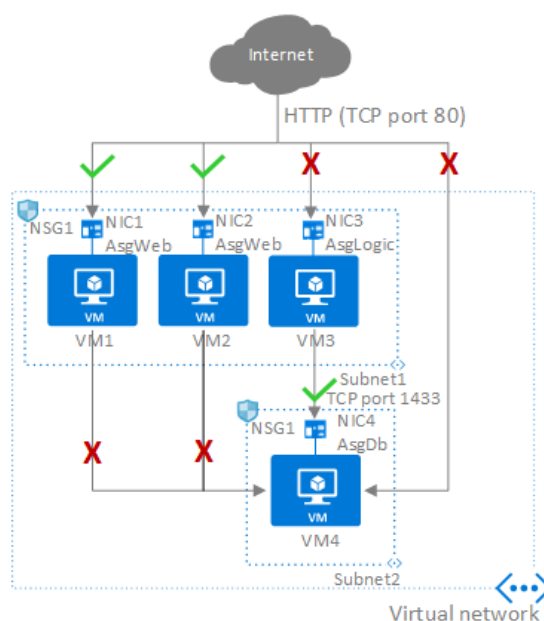 Internet
HTTP (TCP port 80)
X
X
NSG1
NIC1
AsgWeb
NIC2
AsgWeb
NIC3
AsgLogic
VM
VM
VM
VM1
VM2
VM3
Subnet1
TCP port 1433
X
X
NSG1
NIC4
AsgDb
VM
VM4
Subnet2
Virtual network